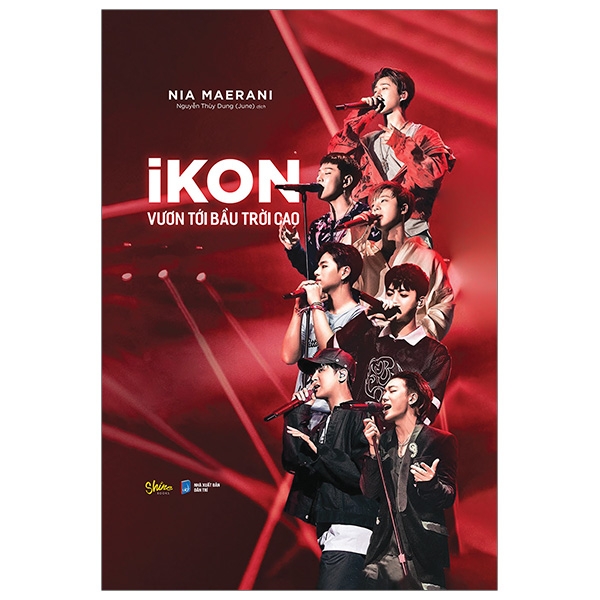 NIA MAERANI
Nguyễn Thùy Dung (June) dịch
iKON
VƯƠN TỚI BẦU TRỜI CAO
Shine
BOOKS
NHÀ XUẤT BẢN
DÂN TRÍ